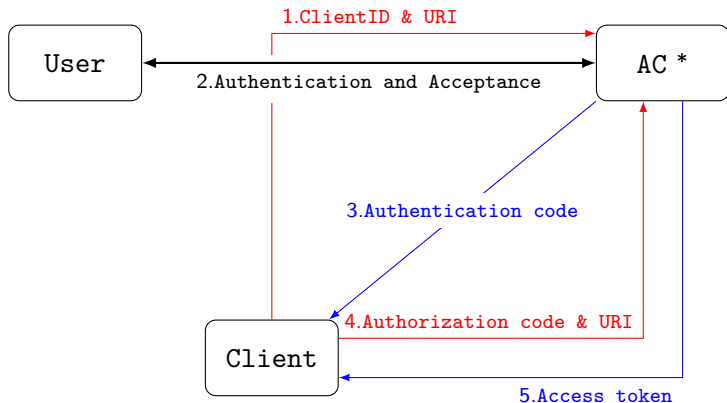 1.ClientID & URI
User
AC *
2.Authentication and Acceptance
3.Authentication code
4.Authorization code & URI
Client
5.Access token